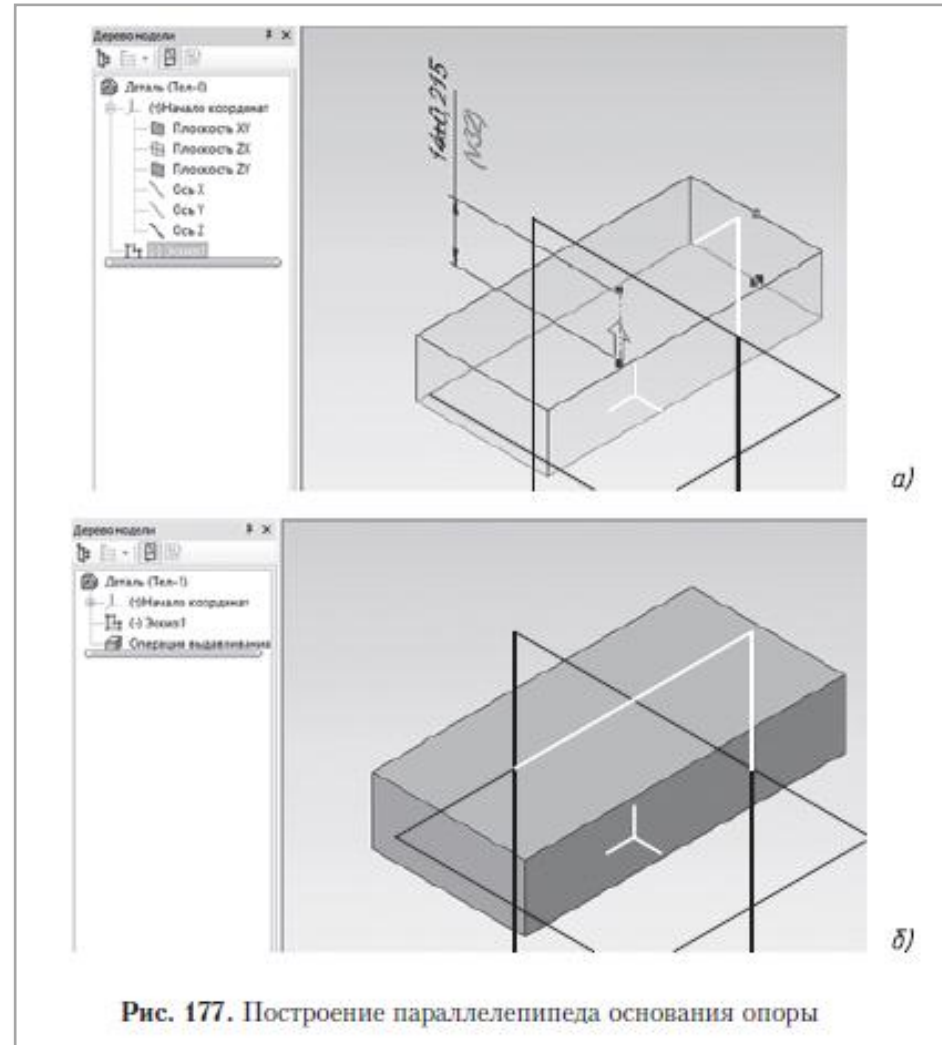 Дерево модели
Деталь (Тел-0)
(т)Начало координат
Плоскость XY
Плоскость ZX
Плоскость ZY
Ось X
Ось Y
Ось Z
(-) Эскиз1
а)
Дерево модели
Деталь (Тел-1)
(т)Начало координат
(-) Эскиз1
Операция выдавливания
б)
Рис. 177. Построение параллелепипеда основания опоры